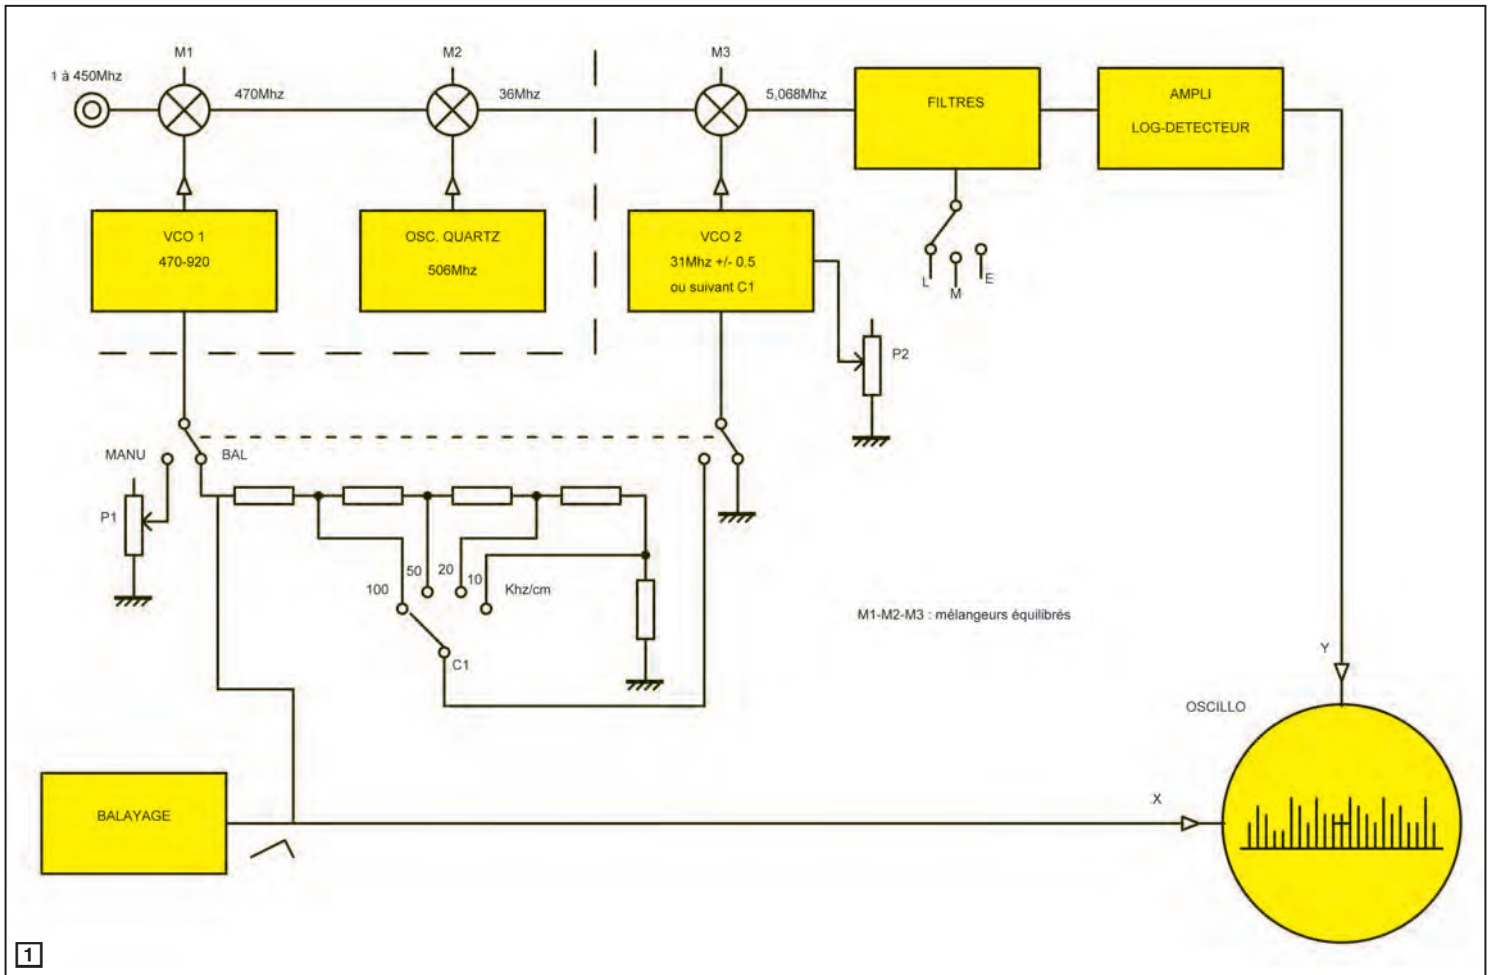 M1
M2
M3
1 à 450Mhz
470Mhz
36Mhz
5,068Mhz
FILTRES
AMPLI
LOG-DETECTEUR
VCO 1
470-920
OSC. QUARTZ
506Mhz
VCO 2
31Mhz +/- 0.5
ou suivant C1
L
M
E
P2
MANU
BAL
P1
100
50
20
10
Khz/cm
C1
M1-M2-M3 : mélangeurs équilibrés
Y
OSCILLO
X
BALAYAGE
1